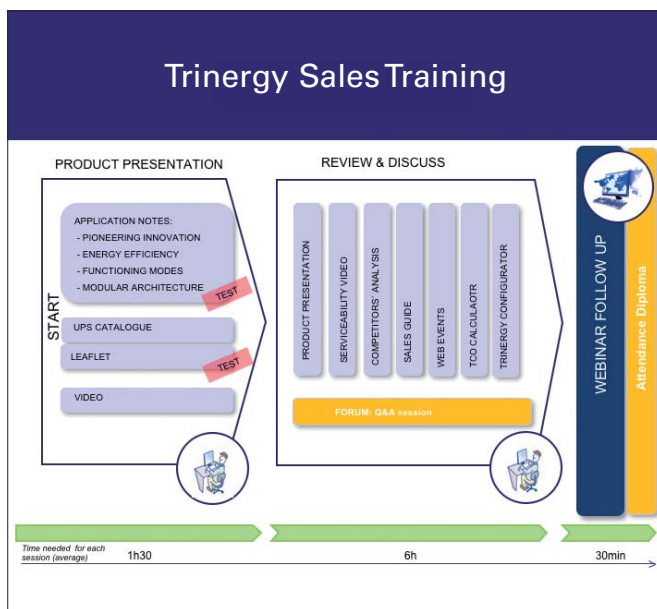 Trinergy Sales Training
PRODUCT PRESENTATION
START
APPLICATION NOTES:
- PIONEERING INNOVATION
- ENERGY EFFICIENCY
- FUNCTIONING MODES
- MODULAR ARCHITECTURE
TEST
UPS CATALOGUE
LEAFLET
TEST
VIDEO
REVIEW & DISCUSS
PRODUCT PRESENTATION
SERVICEABILITY VIDEO
COMPETITORS' ANALYSIS
SALES GUIDE
WEB EVENTS
TCO CALCULAOTR
TRINERGY CONFIGURATOR
FORUM: Q&A session
WEBINAR FOLLOW UP
Attendance Diploma
Time needed for each
session (average)
1h30
6h
30min